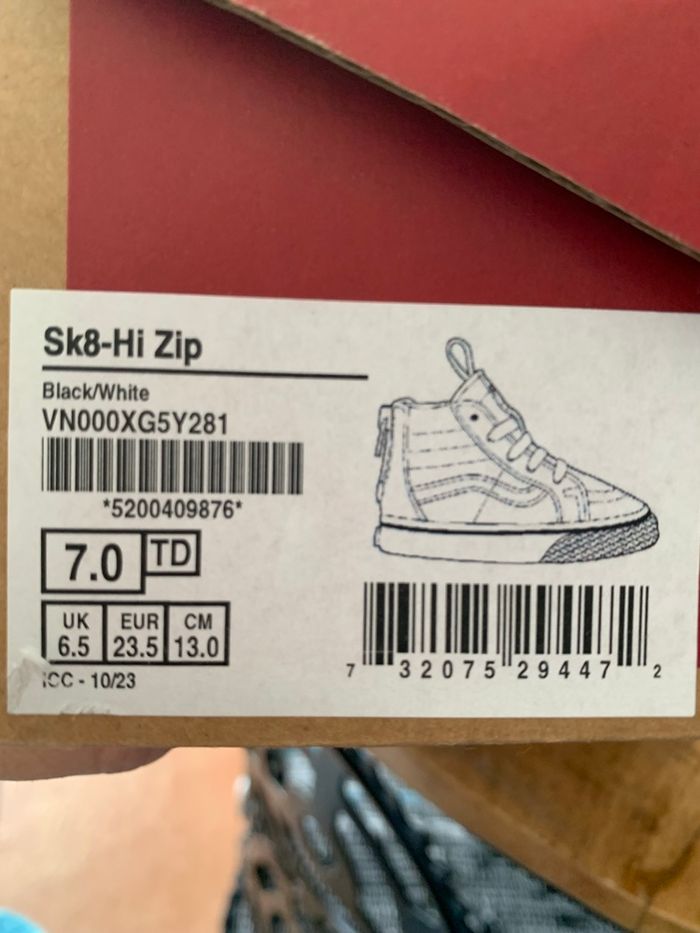 Sk8-Hi Zip
Black/White
VN000XG5Y281
*5200409876*
7.0 TD
UK EUR CM
6.5 23.5 13.0
ICC - 10/23
7 32075 29447 2